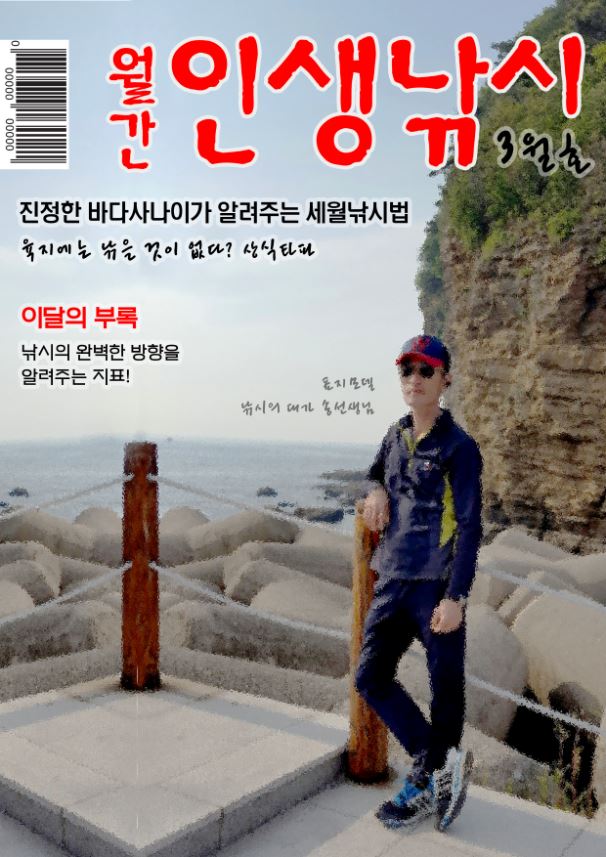 0 00000 00000
월간
인생낚시
3월호
진정한 바다사나이가 알려주는 세월낚시법
육지에는 낚을 것이 없다? 상식타파
이달의 부록
낚시의 완벽한 방향을
알려주는 지표!
표지모델
낚시의 대가 송선생님